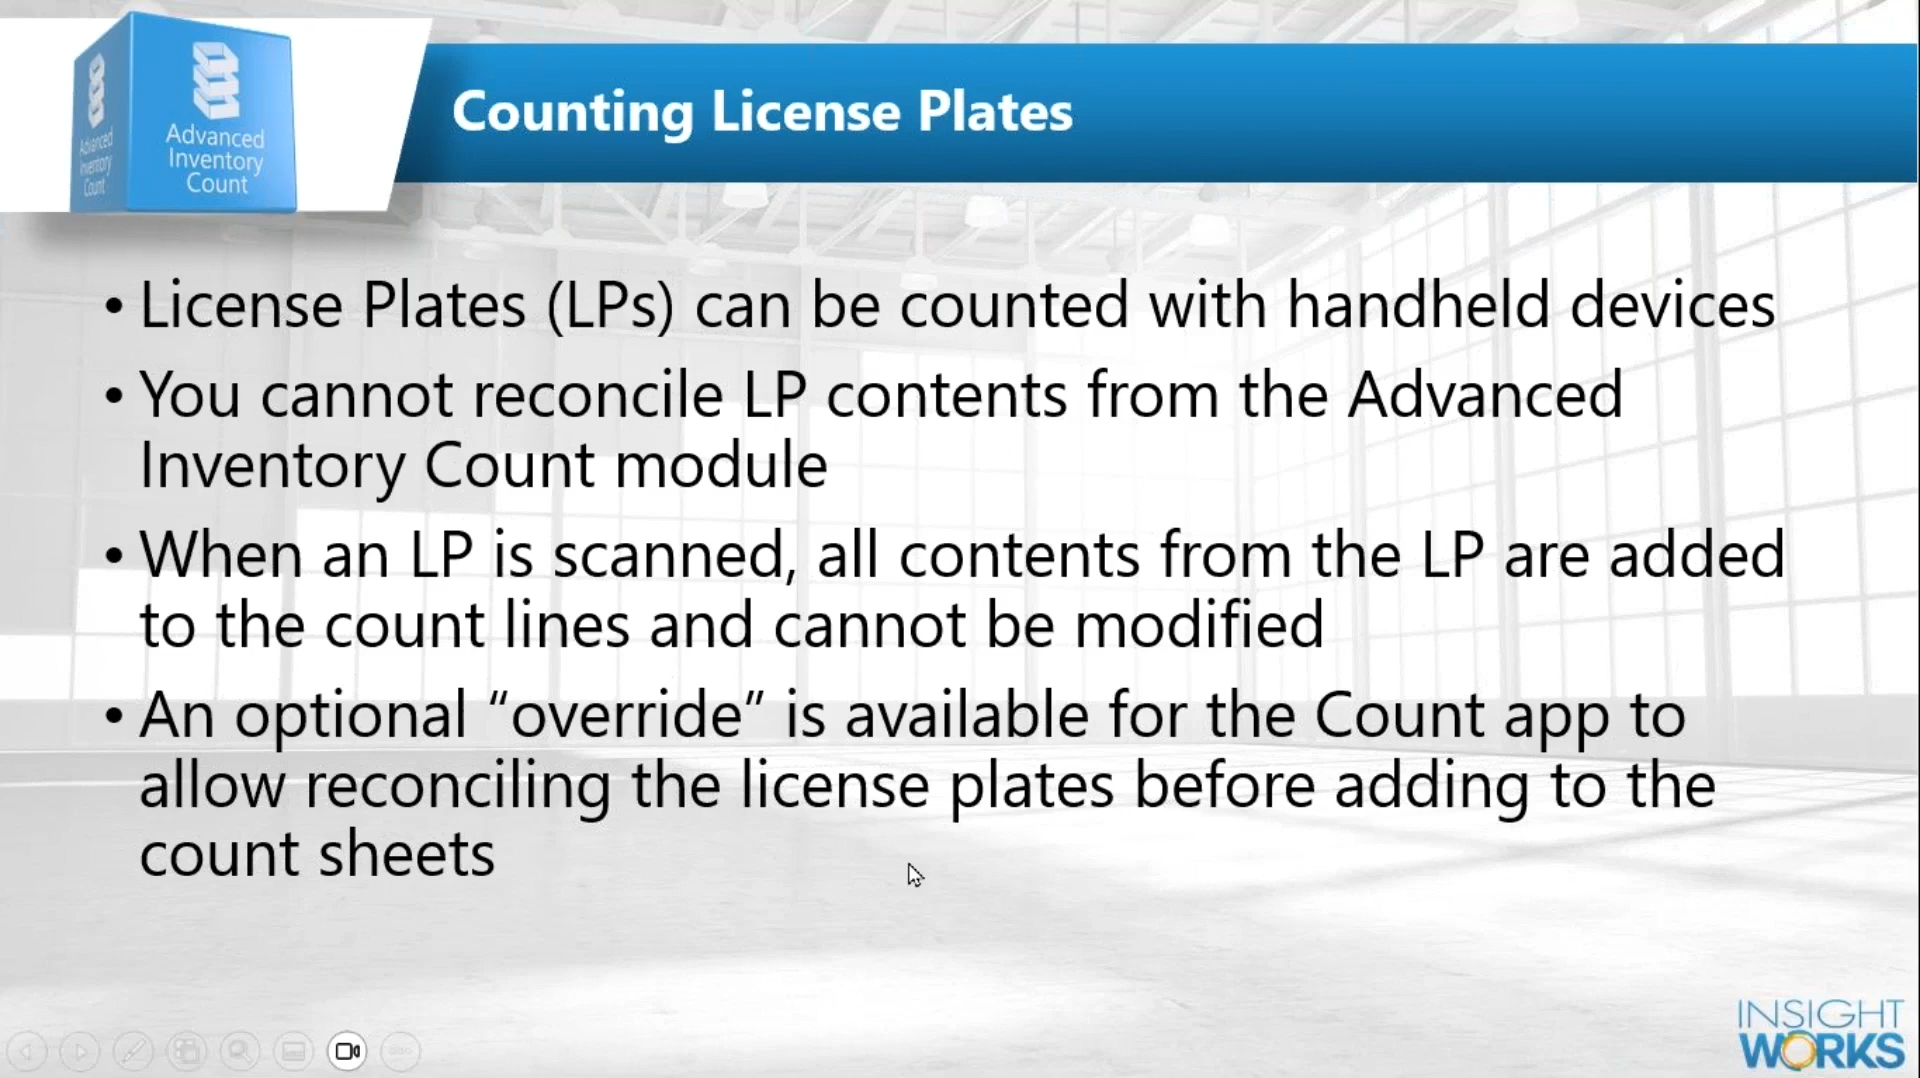 Advanced
Inventory
Count
Advanced
Inventory
Count
Counting License Plates
• License Plates (LPs) can be counted with handheld devices
• You cannot reconcile LP contents from the Advanced
Inventory Count module
• When an LP is scanned, all contents from the LP are added
to the count lines and cannot be modified
• An optional “override” is available for the Count app to
allow reconciling the license plates before adding to the
count sheets
INSIGHT
WORKS